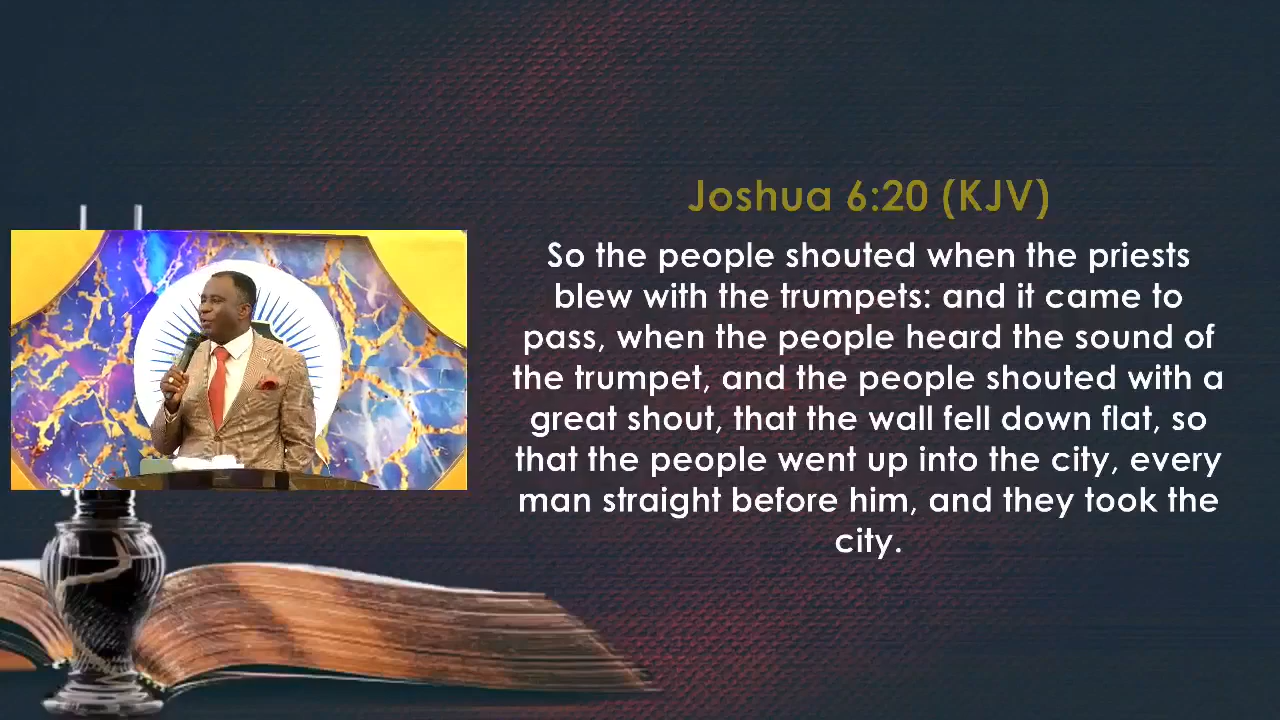 Joshua 6:20 (KJV)
So the people shouted when the priests
blew with the trumpets: and it came to
pass, when the people heard the sound of
the trumpet, and the people shouted with a
great shout, that the wall fell down flat, so
that the people went up into the city, every
man straight before him, and they took the
city.